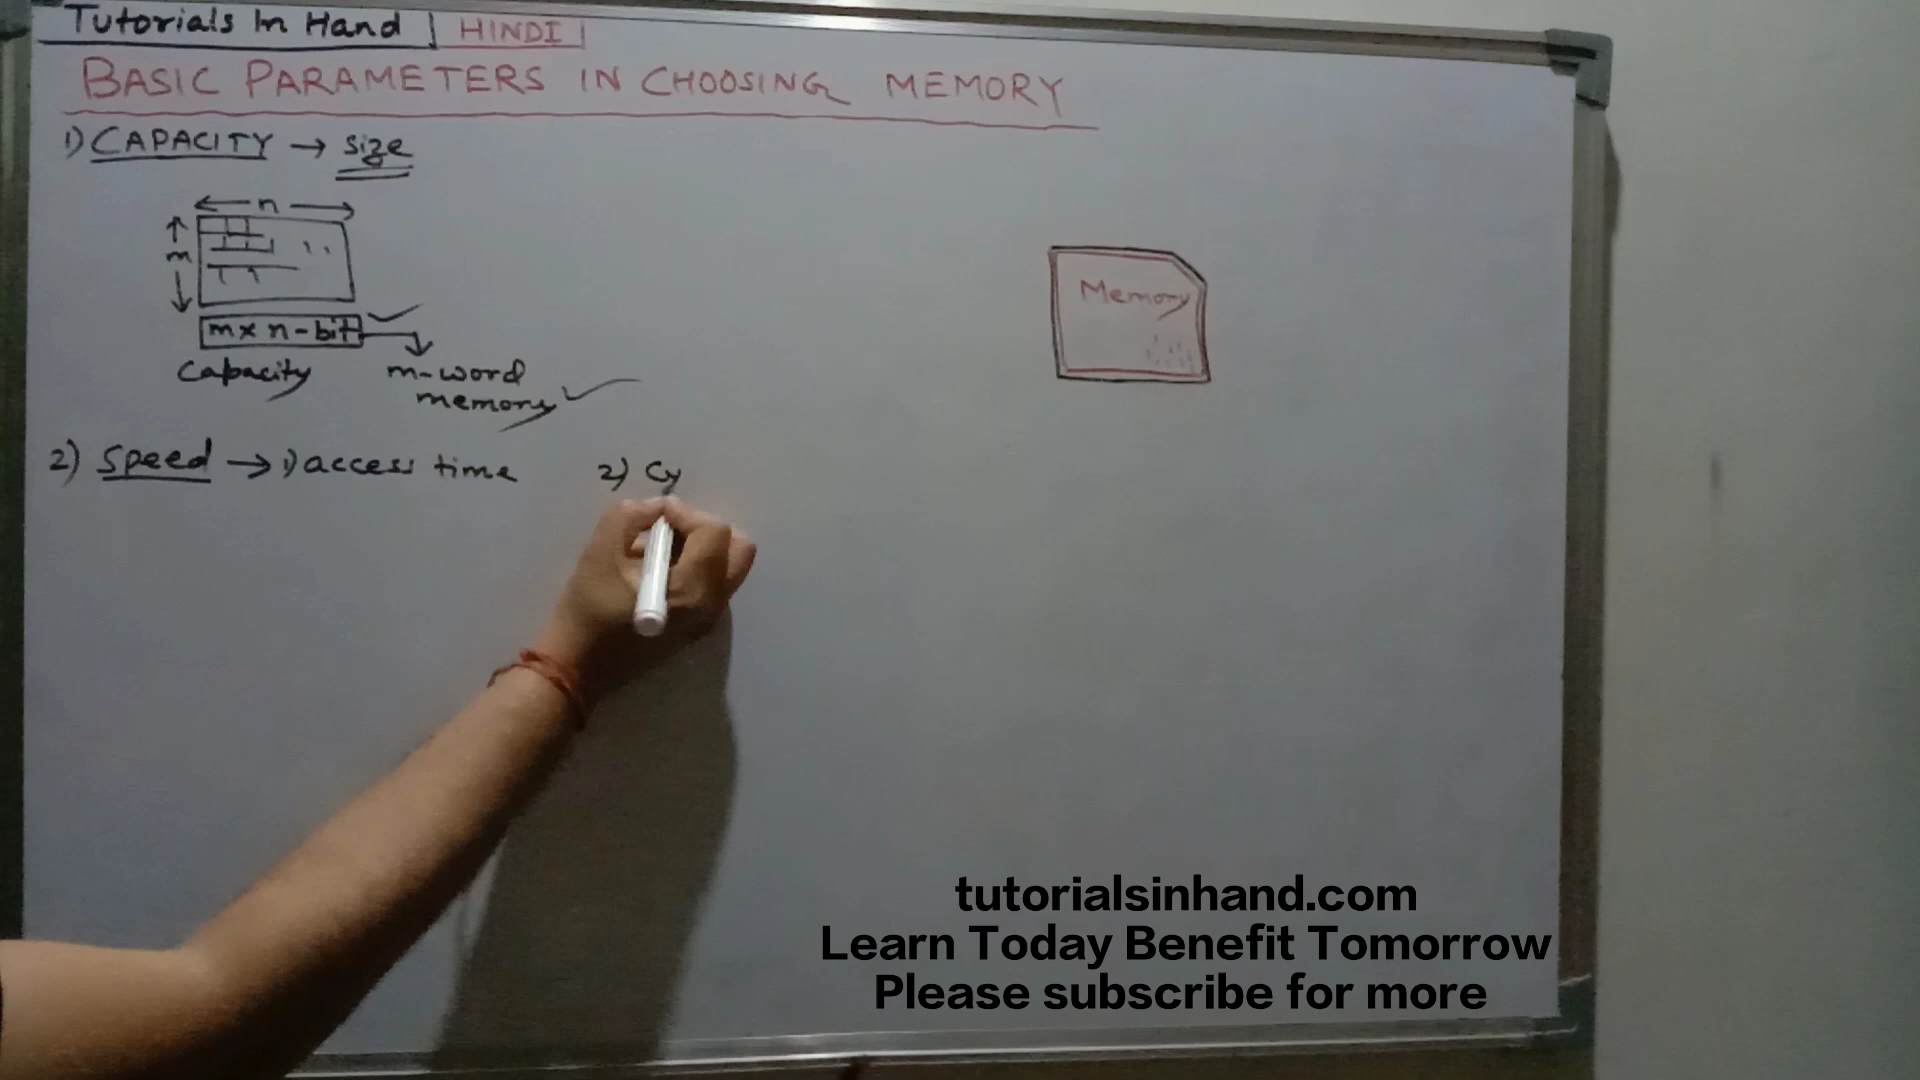 Tutorials In Hand | HINDI |
BASIC PARAMETERS IN CHOOSING MEMORY
1) CAPACITY → size
← n →
m
m x n-bit
Capacity
m-word
memory
Memory
2) Speed → 1) access time 2) Cy
tutorialsinhand.com
Learn Today Benefit Tomorrow
Please subscribe for more